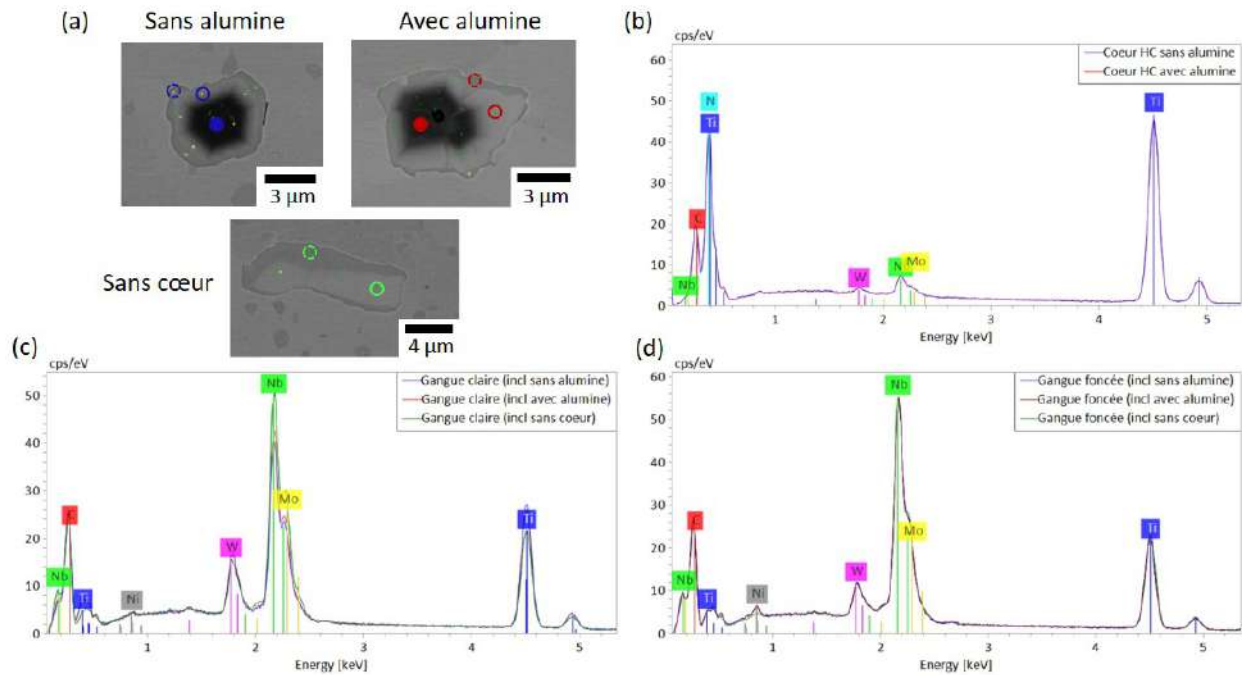 (a)
Sans alumine
Avec alumine
3 µm
3 µm
Sans cœur
4 µm
(b)
cps/eV
60
50
40
30
20
10
0
Coeur HC sans alumine
Coeur HC avec alumine
N
Ti
C
Nb
W
N
Mo
Ti
1
2
3
4
5
Energy [keV]
(c)
cps/eV
50
40
30
20
10
0
Gangue claire (incl sans alumine)
Gangue claire (incl avec alumine)
Gangue claire (incl sans coeur)
Nb
C
Ti
Ni
W
Nb
Mo
Ti
1
2
3
4
5
Energy [keV]
(d)
cps/eV
60
50
40
30
20
10
0
Gangue foncée (incl sans alumine)
Gangue foncée (incl avec alumine)
Gangue foncée (incl sans coeur)
Nb
C
Ti
Ni
W
Nb
Mo
Ti
1
2
3
4
5
Energy [keV]